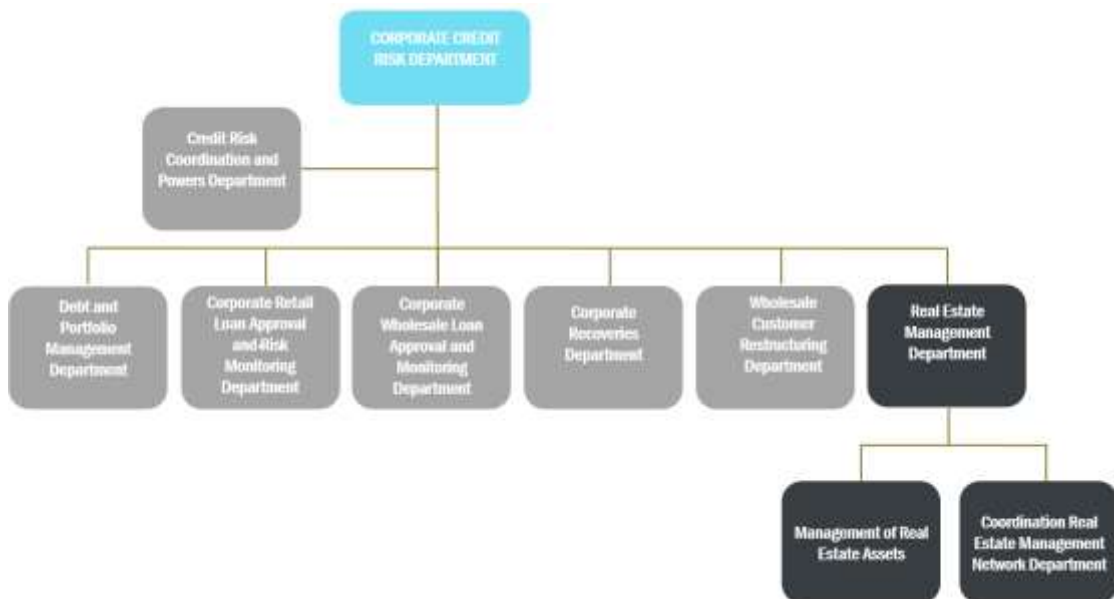 CORPORATE CREDIT
RISK DEPARTMENT
Credit Risk
Coordination and
Powers Department
Debt and
Portfolio
Management
Department
Corporate Retail
Loan Approval
and Risk
Monitoring
Department
Corporate
Wholesale Loan
Approval and
Monitoring
Department
Corporate
Recoveries
Department
Wholesale
Customer
Restructuring
Department
Real Estate
Management
Department
Management of Real
Estate Assets
Coordination Real
Estate Management
Network Department